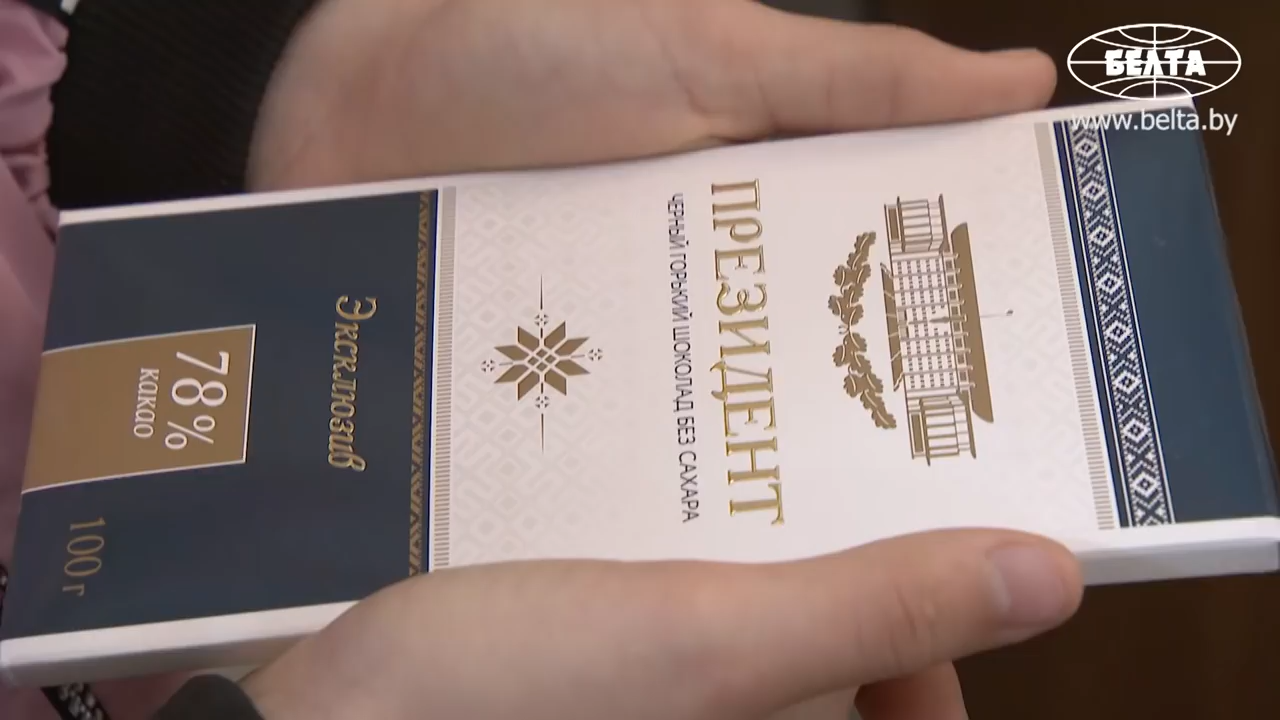 БЕЛТА
www.belta.by
ПРЕЗИДЕНТ
ЧЕРНЫЙ ГОРЬКИЙ ШОКОЛАД БЕЗ САХАРА
Эксклюзив
78%
какао
100 г